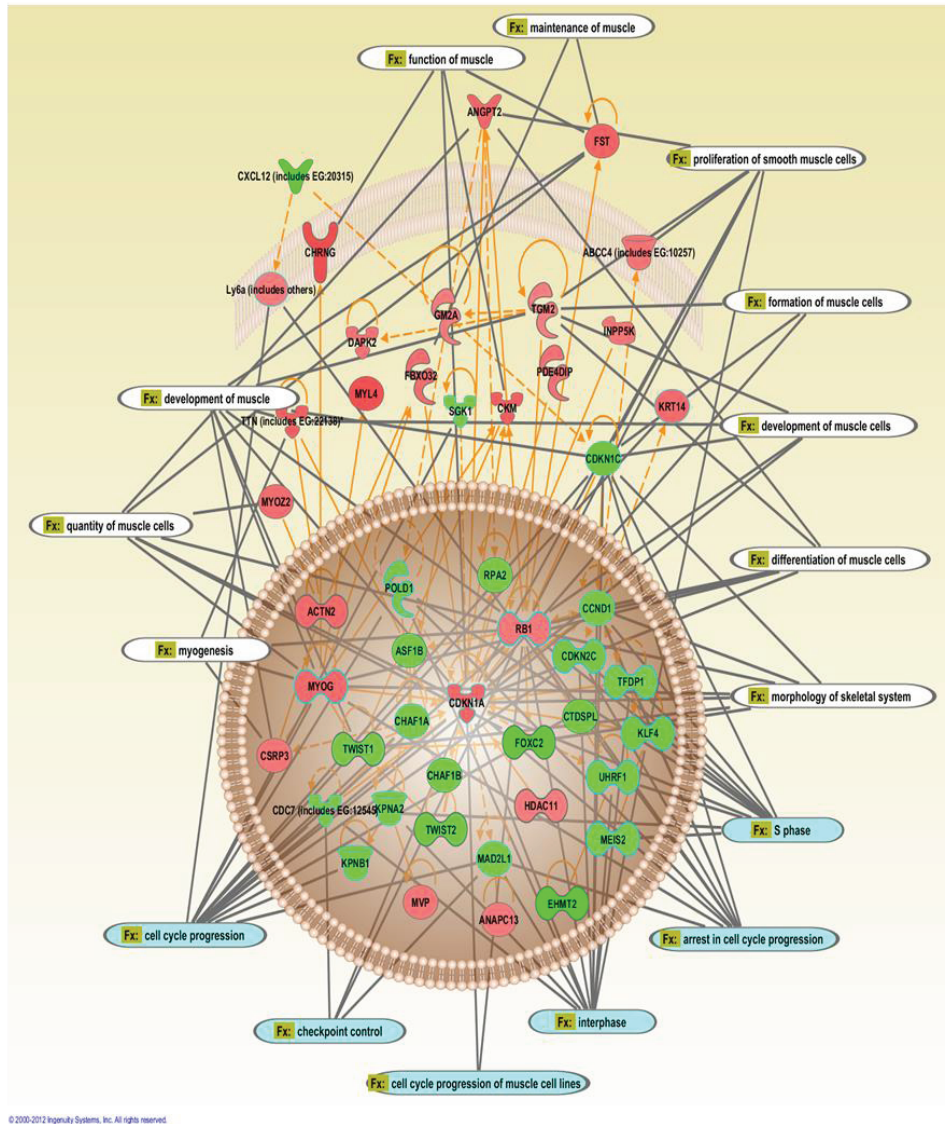 Fx: maintenance of muscle
Fx: function of muscle
ANGPT2
FST
Fx: proliferation of smooth muscle cells
CXCL12 (includes EG:20315)
CHRNG
ABCC4 (includes EG:10257)
Ly6a (includes others)
Fx: formation of muscle cells
GM2A
TGM2
INPP5K
DAPK2
FBXO32
PDE4DIP
MYL4
SGK1
CKM
KRT14
Fx: development of muscle
TTN (includes EG:22138)*
Fx: development of muscle cells
CDKN1C
MYOZ2
Fx: quantity of muscle cells
RPA2
Fx: differentiation of muscle cells
POLD1
ACTN2
CCND1
RB1
Fx: myogenesis
ASF1B
CDKN2C
MYOG
TFDP1
Fx: morphology of skeletal system
CDKN1A
CHAF1A
CTDSPL
KLF4
CSRP3
TWIST1
FOXC2
CHAF1B
UHRF1
CDC7 (includes EG:12545)
KPNA2
HDAC11
TWIST2
Fx: S phase
MEIS2
KPNB1
MAD2L1
MVP
EHMT2
ANAPC13
Fx: cell cycle progression
Fx: arrest in cell cycle progression
Fx: checkpoint control
Fx: interphase
Fx: cell cycle progression of muscle cell lines
© 2000-2012 Ingenuity Systems, Inc. All rights reserved.